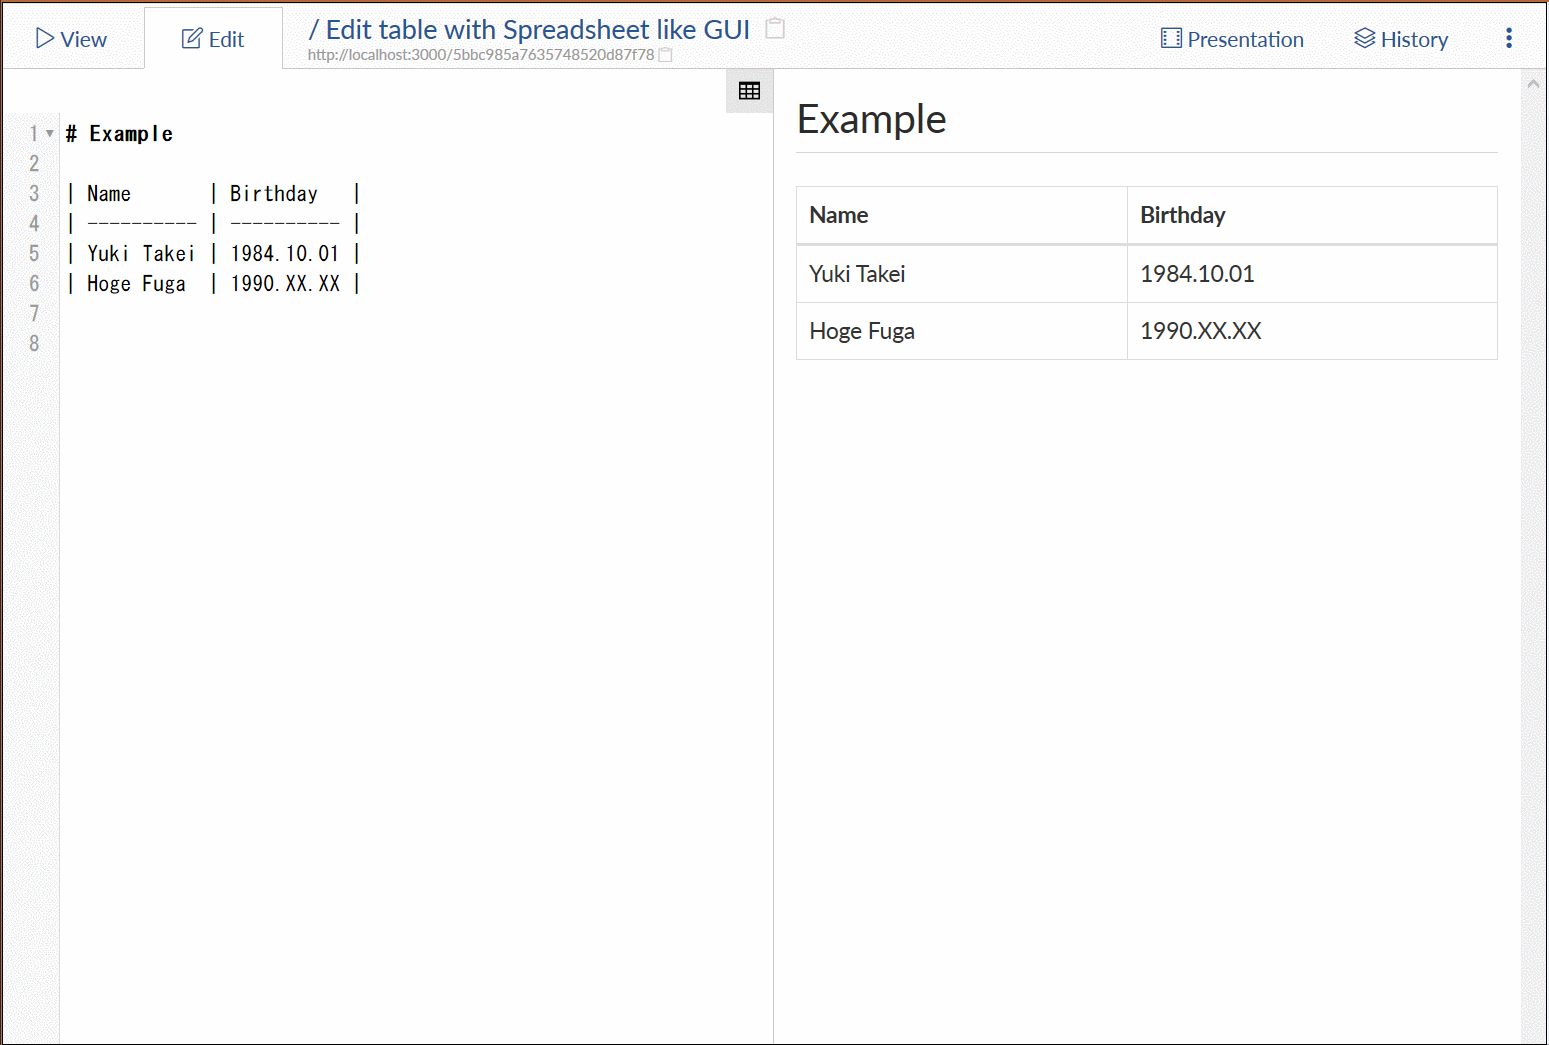 View
Edit
/ Edit table with Spreadsheet like GUI
http://localhost:3000/5bbc985a7635748520d87f78
Presentation
History
1 # Example
2
3 | Name | Birthday |
4 | ---------- | ---------- |
5 | Yuki Takei | 1984.10.01 |
6 | Hoge Fuga | 1990.XX.XX |
7
8
Example
Name Birthday
Yuki Takei 1984.10.01
Hoge Fuga 1990.XX.XX